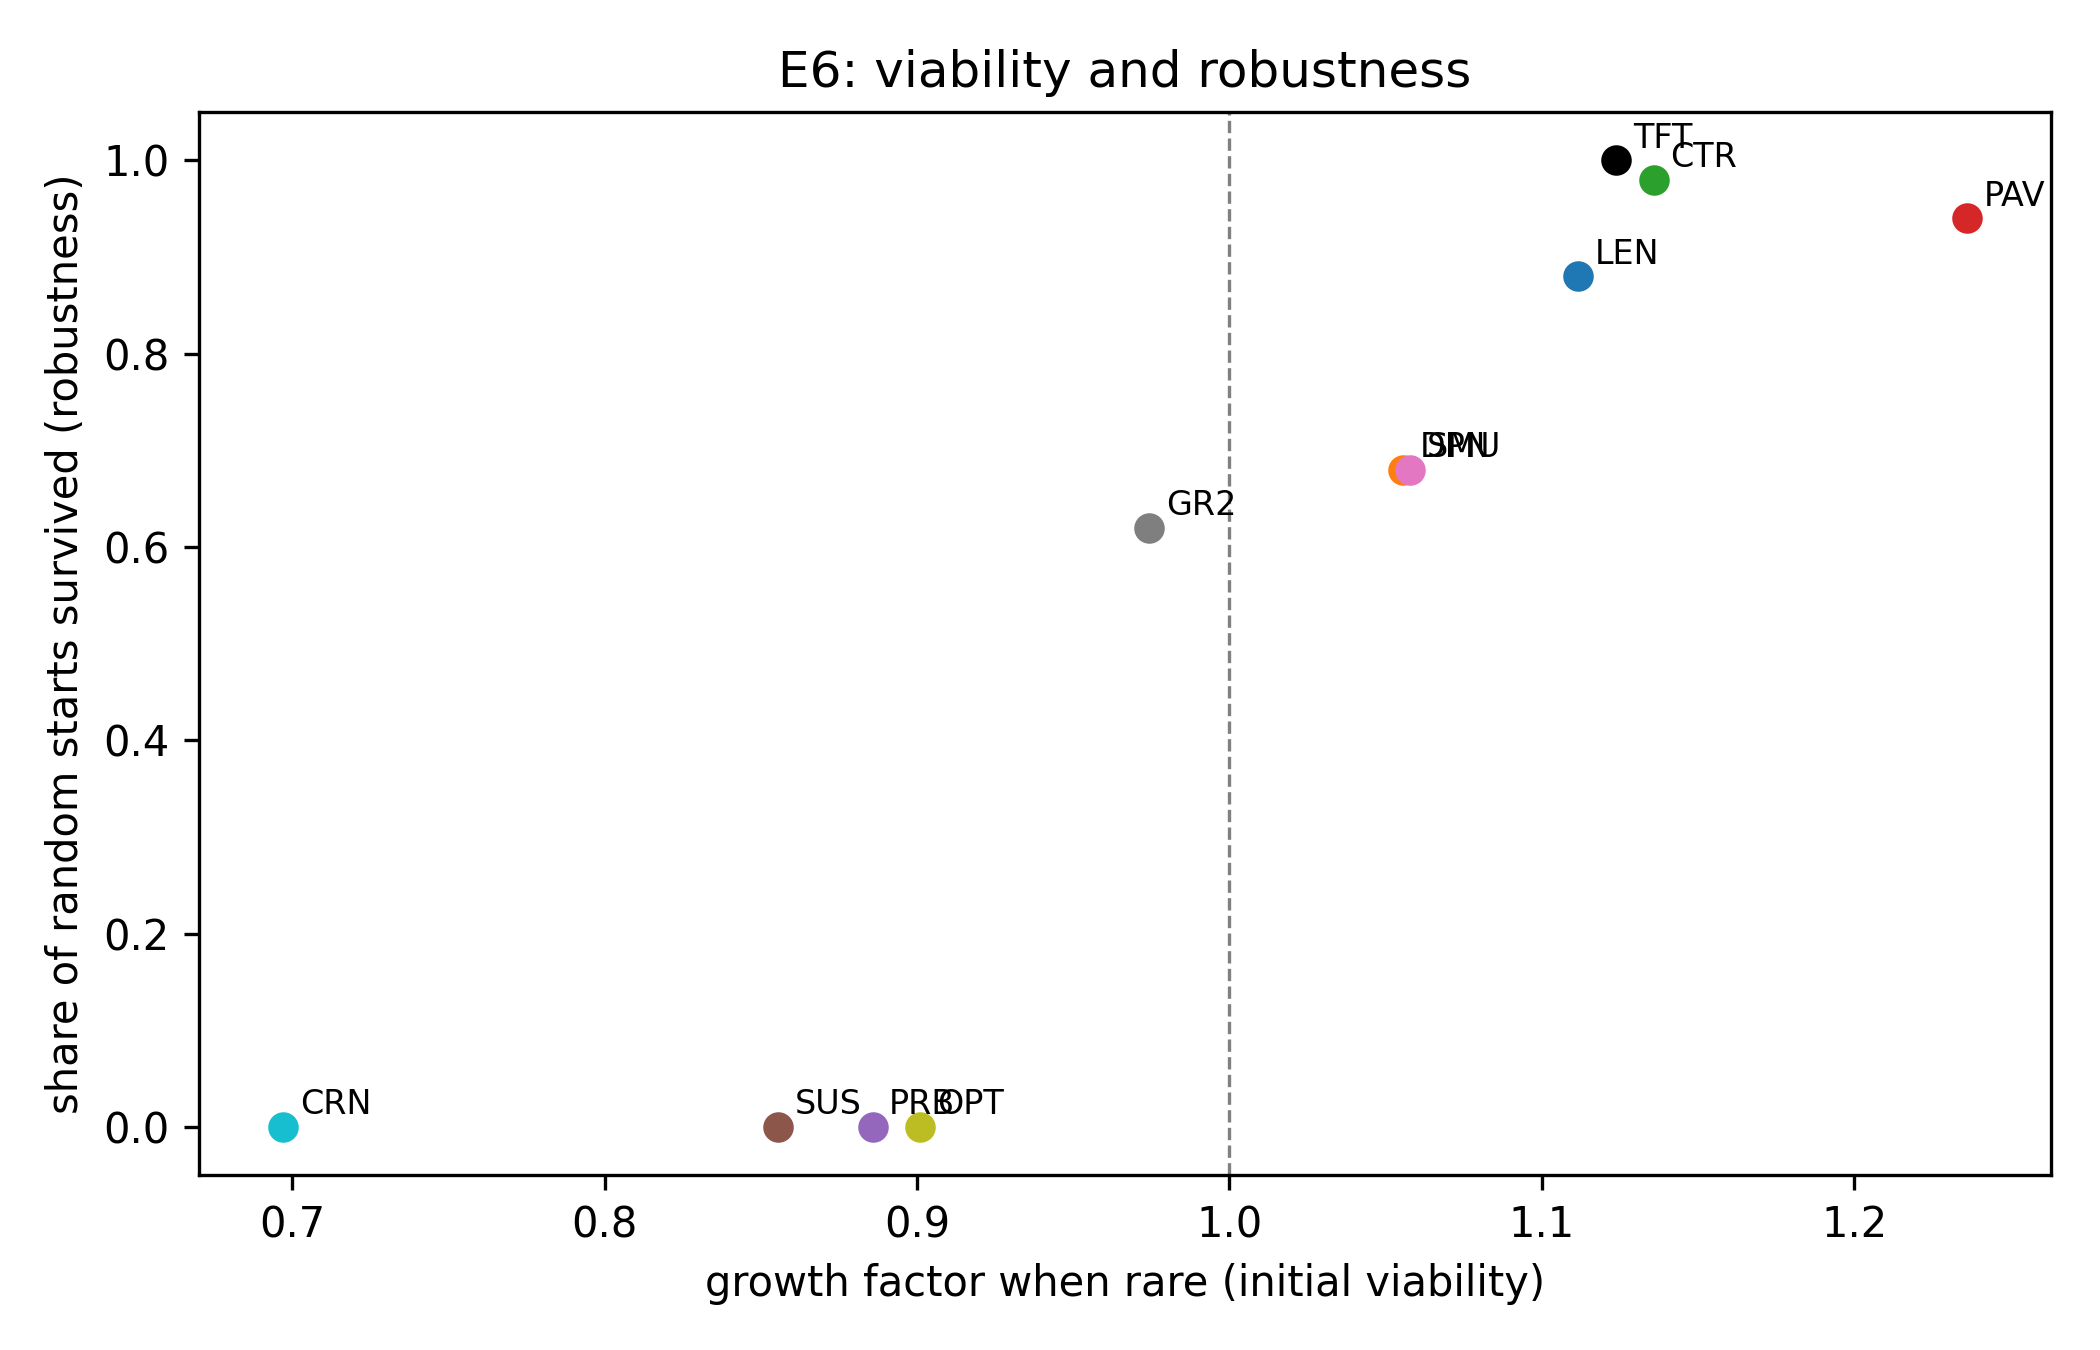 E6: viability and robustness
share of random starts survived (robustness)
1.0
0.8
0.6
0.4
0.2
0.0
TFT
CTR
PAV
LEN
GR2
CRN
SUS
PRB
OPT
0.7
0.8
0.9
1.0
1.1
1.2
growth factor when rare (initial viability)